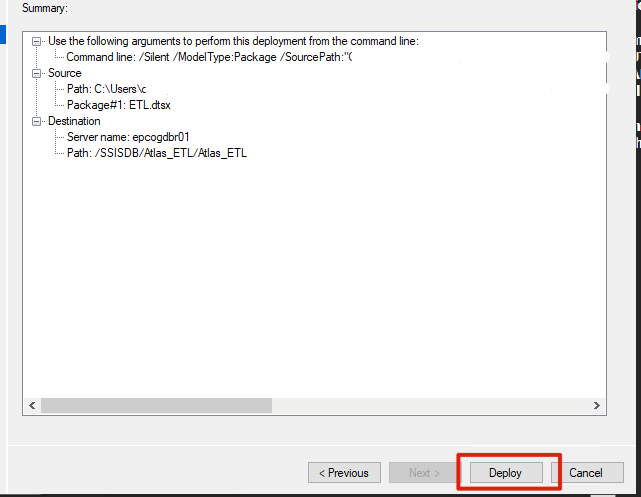 Summary:
Use the following arguments to perfom this deployment from the command line:
Command line: /Silent /ModelType:Package /SourcePath:"C
Source
Path: C:\Users\c
Package#1: ETL.dtsx
Destination
Server name: epcogdbr01
Path: /SSISDB/Atlas_ETL/Atlas_ETL
< Previous Next > Deploy Cancel